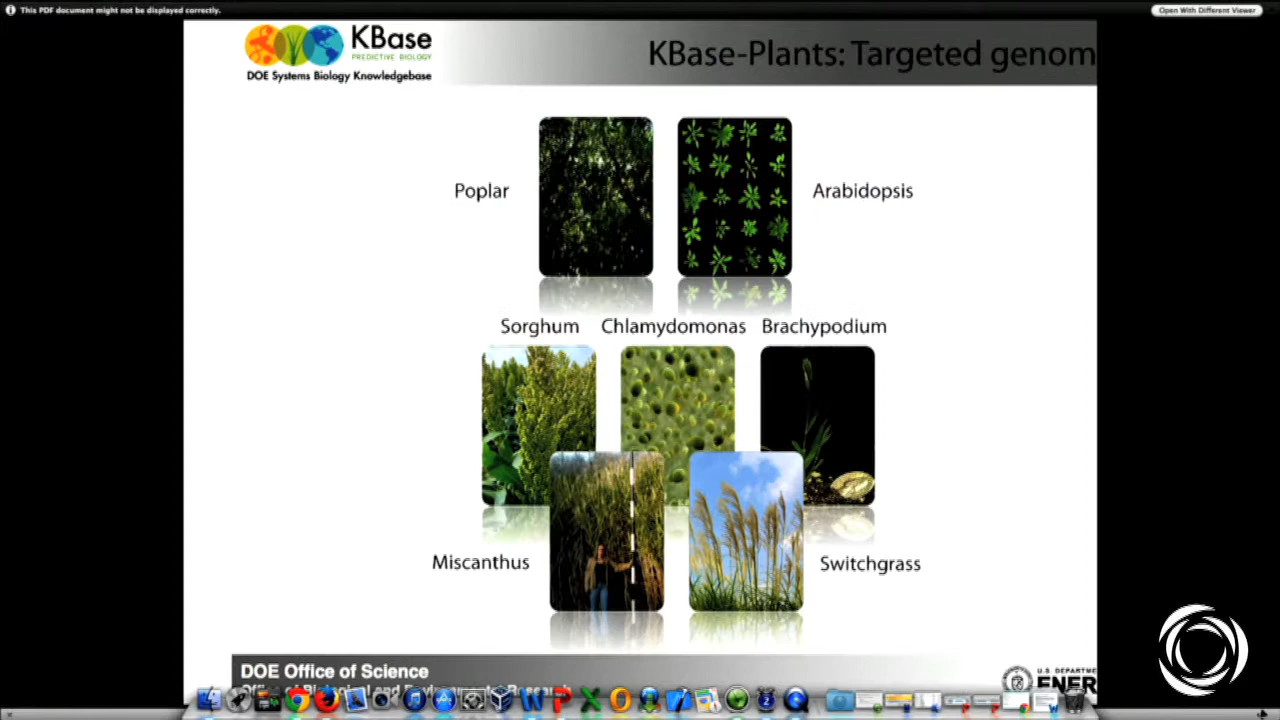 This PDF document might not be displayed correctly.
Open With Different Viewer
KBase
PREDICTIVE BIOLOGY
DOE Systems Biology Knowledgebase
KBase-Plants: Targeted genom
Poplar
Arabidopsis
Sorghum Chlamydomonas Brachypodium
Miscanthus
Switchgrass
DOE Office of Science
U.S. DEPARTME
ENER